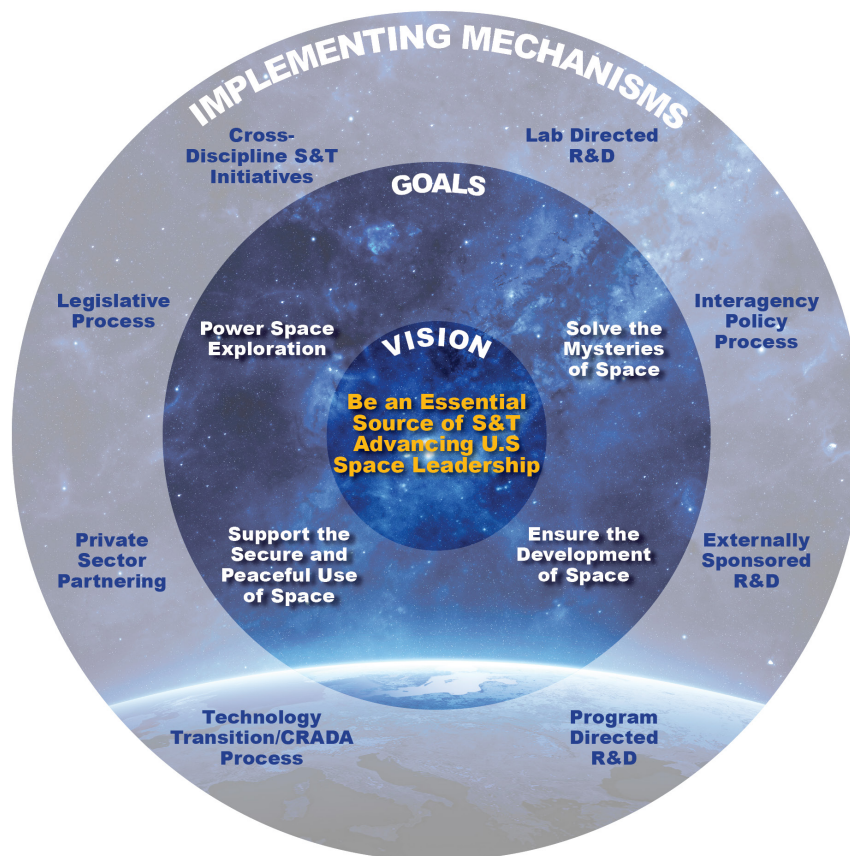 IMPLEMENTING MECHANISMS
Cross-
Discipline S&T
Initiatives
Lab Directed
R&D
Legislative
Process
Interagency
Policy
Process
Private
Sector
Partnering
Externally
Sponsored
R&D
Technology
Transition/CRADA
Process
Program
Directed
R&D
GOALS
Power Space
Exploration
Solve the
Mysteries
of Space
Support the
Secure and
Peaceful Use
of Space
Ensure the
Development
of Space
VISION
Be an Essential
Source of S&T
Advancing U.S
Space Leadership